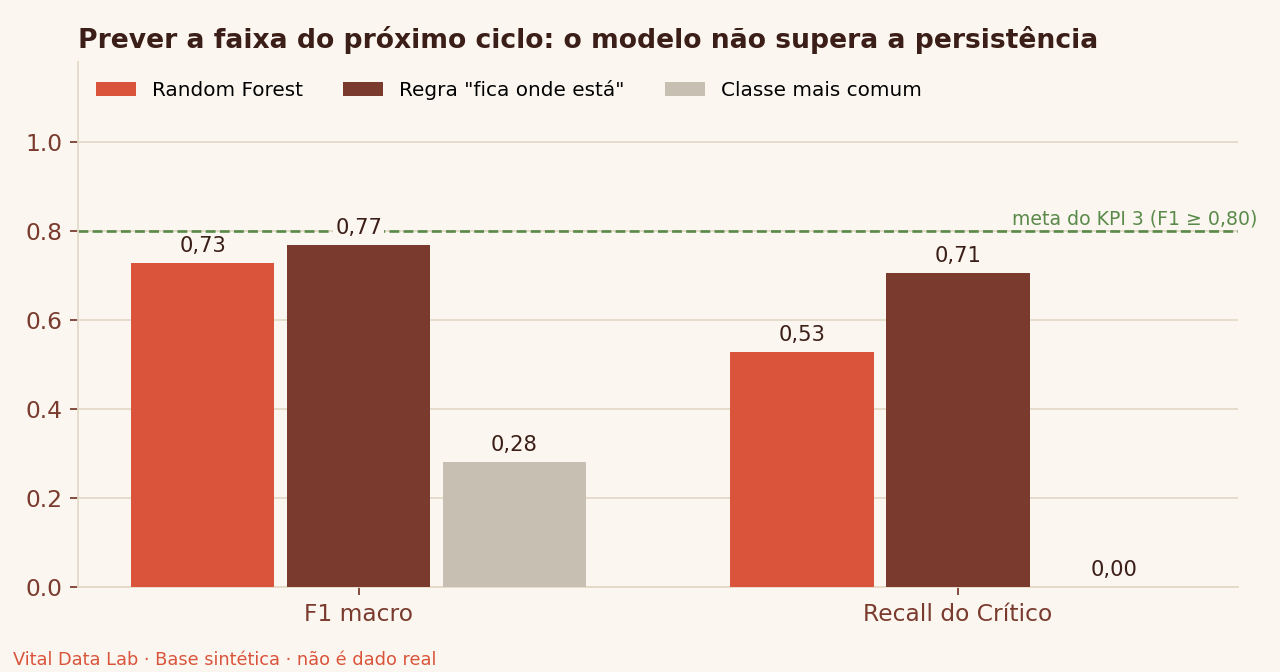 Prever a faixa do próximo ciclo: o modelo não supera a persistência
Random Forest
Regra "fica onde está"
Classe mais comum
1.0
meta do KPI 3 (F1 ≥ 0,80)
0.8
0,73
0,77
0,71
0.6
0,53
0.4
0,28
0.2
0,00
0.0
F1 macro
Recall do Crítico
Vital Data Lab · Base sintética · não é dado real